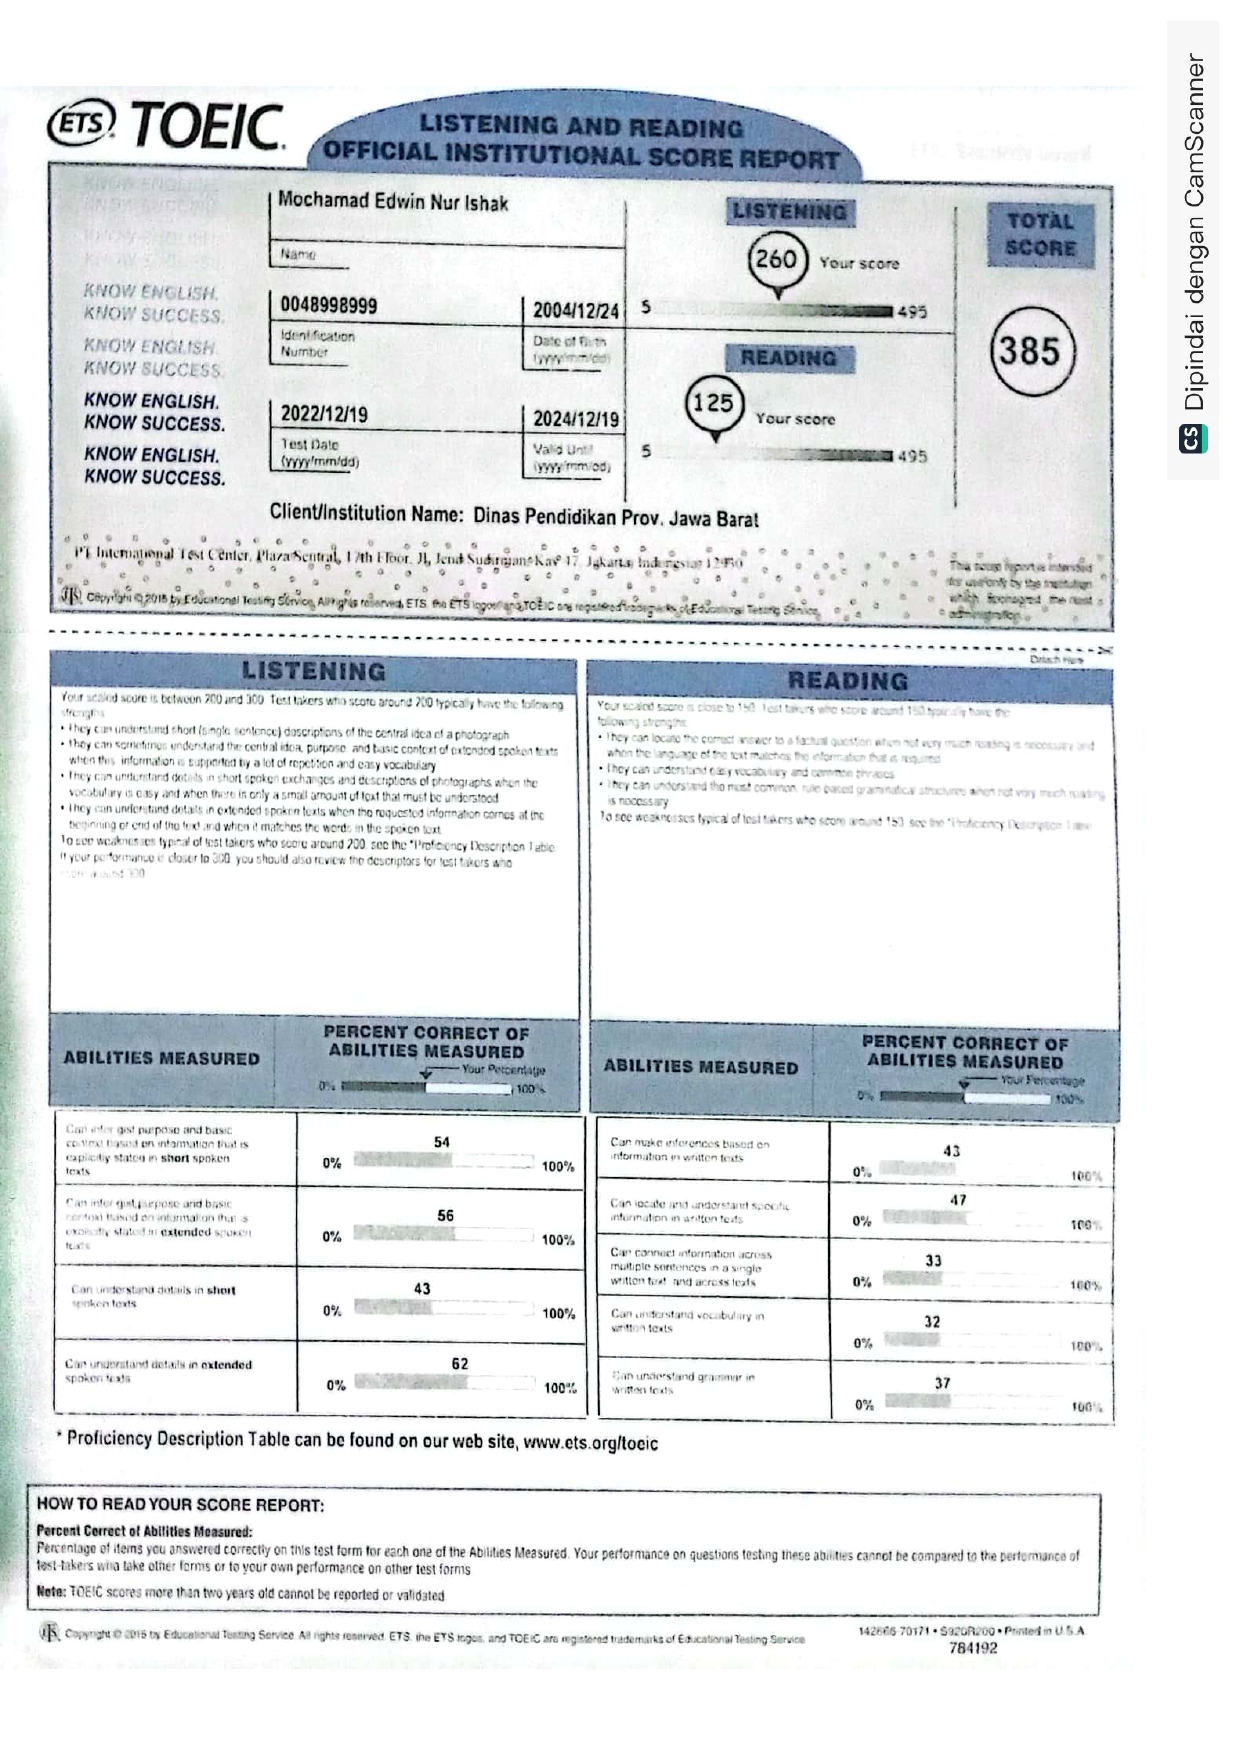 ETS TOEIC.
LISTENING AND READING
OFFICIAL INSTITUTIONAL SCORE REPORT
KNOW ENGLISH.
KNOW SUCCESS.
KNOW ENGLISH
KNOW SUCCESS
KNOW ENGLISH.
KNOW SUCCESS.
KNOW ENGLISH.
KNOW SUCCESS.
Mochamad Edwin Nur Ishak
Name
0048998999
Identification
Number
2004/12/24
Date of Birth
(yyyy/mm/dd)
2022/12/19
Test Date
(yyyy/mm/dd)
2024/12/19
Valid Until
(yyyy/mm/dd)
LISTENING
260 Your score
5 495
READING
125 Your score
5 495
TOTAL
SCORE
385
Client/Institution Name: Dinas Pendidikan Prov. Jawa Barat
PT. International Test Center, Plaza Sentral, 17th Floor, Jl. Jend Sudirman Kav 47, Jakarta, Indonesia 12930
This score report is intended
for use only by the institution
which sponsored the test
administration.
Copyright © 2015 by Educational Testing Service. All rights reserved. ETS, the ETS logos, and TOEIC are registered trademarks of Educational Testing Service.
Detach Here
LISTENING
Your scaled score is between 200 and 300. Test takers who score around 200 typically have the following
strengths
• They can understand short (single sentence) descriptions of the central idea of a photograph
• They can sometimes understand the central idea, purpose, and basic context of extended spoken texts
when this information is supported by a lot of repetition and easy vocabulary
• They can understand details in short spoken exchanges and descriptions of photographs when the
vocabulary is easy and when there is only a small amount of text that must be understood
• They can understand details in extended spoken texts when the requested information comes at the
beginning or end of the text and when it matches the words in the spoken text
To see weaknesses typical of test takers who score around 200, see the "Proficiency Description Table
If your performance is closer to 300, you should also review the descriptors for test takers who
score around 300
READING
Your scaled score is close to 150. Test takers who score around 150 typically have the
following strengths
• They can locate the correct answer to a factual question when not very much reading is necessary and
when the language of the text matches the information that is required
• They can understand easy vocabulary and common phrases
• They can understand the most common, rule-based grammatical structures when not very much reading
is necessary
To see weaknesses typical of test takers who score around 150, see the "Proficiency Description Table
ABILITIES MEASURED
PERCENT CORRECT OF
ABILITIES MEASURED
Your Percentage
0% 100%
Can infer gist purpose and basic
context based on information that is
explicitly stated in short spoken
texts
54
0% 100%
Can infer gist, purpose and basic
context based on information that is
explicitly stated in extended spoken
texts
56
0% 100%
Can understand details in short
spoken texts
43
0% 100%
Can understand details in extended
spoken texts
62
0% 100%
ABILITIES MEASURED
PERCENT CORRECT OF
ABILITIES MEASURED
Your Percentage
0% 100%
Can make inferences based on
information in written texts
43
0% 100%
Can locate and understand specific
information in written texts
47
0% 100%
Can connect information across
multiple sentences in a single
written text and across texts
33
0% 100%
Can understand vocabulary in
written texts
32
0% 100%
Can understand grammar in
written texts
37
0% 100%
* Proficiency Description Table can be found on our web site, www.ets.org/toeic
HOW TO READ YOUR SCORE REPORT:
Percent Correct of Abilities Measured:
Percentage of items you answered correctly on this test form for each one of the Abilities Measured. Your performance on questions testing these abilities cannot be compared to the performance of
test-takers who take other forms or to your own performance on other test forms
Note: TOEIC scores more than two years old cannot be reported or validated
Copyright © 2015 by Educational Testing Service. All rights reserved. ETS, the ETS logos, and TOEIC are registered trademarks of Educational Testing Service
142666-70171 • S920R200 • Printed in U.S.A
784192
CS Dipindai dengan CamScanner